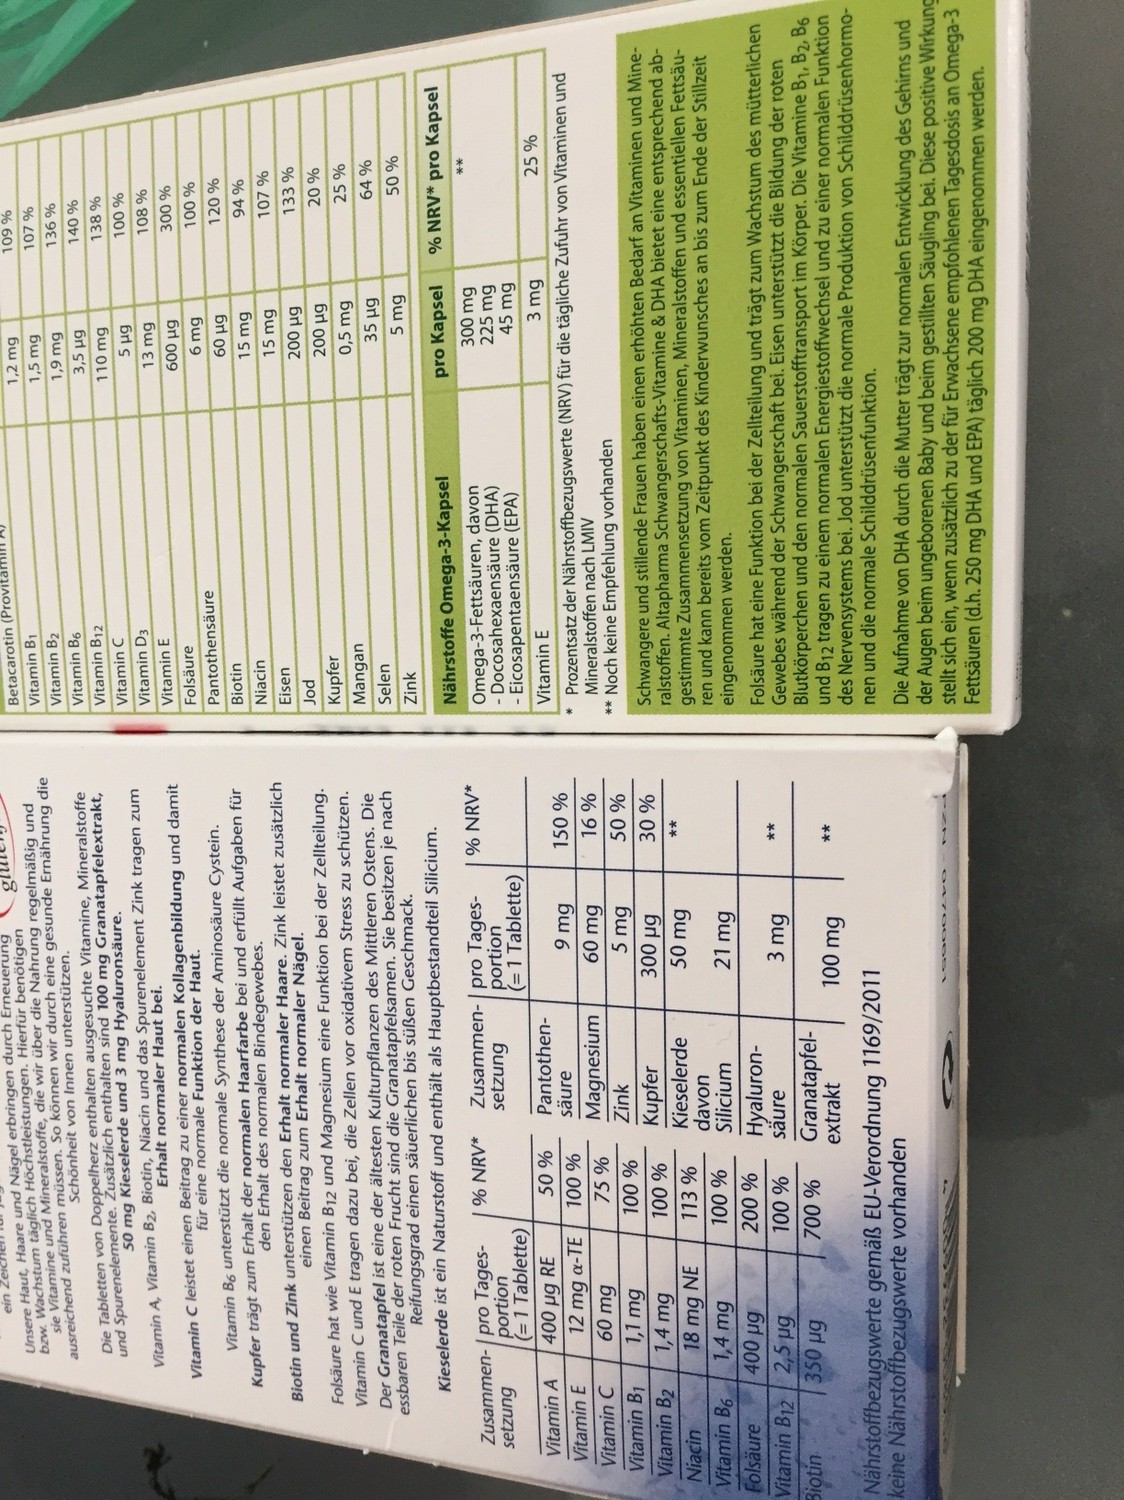 glutenfr
ein Zeichen für
Unsere Haut, Haare und Nägel erbringen durch Erneuerung
bzw. Wachstum täglich Höchstleistungen. Hierfür benötigen
sie Vitamine und Mineralstoffe, die wir über die Nahrung regelmäßig und
ausreichend zuführen müssen. So können wir durch eine gesunde Ernährung die
Schönheit von Innen unterstützen.
Die Tabletten von Doppelherz enthalten ausgesuchte Vitamine, Mineralstoffe
und Spurenelemente. Zusätzlich enthalten sind 100 mg Granatapfelextrakt,
50 mg Kieselerde und 3 mg Hyaluronsäure.
Vitamin A, Vitamin B2, Biotin, Niacin und das Spurenelement Zink tragen zum
Erhalt normaler Haut bei.
Vitamin C leistet einen Beitrag zu einer normalen Kollagenbildung und damit
für eine normale Funktion der Haut.
Vitamin B6 unterstützt die normale Synthese der Aminosäure Cystein.
Kupfer trägt zum Erhalt der normalen Haarfarbe bei und erfüllt Aufgaben für
den Erhalt des normalen Bindegewebes.
Biotin und Zink unterstützen den Erhalt normaler Haare. Zink leistet zusätzlich
einen Beitrag zum Erhalt normaler Nägel.
Folsäure hat wie Vitamin B12 und Magnesium eine Funktion bei der Zellteilung.
Vitamin C und E tragen dazu bei, die Zellen vor oxidativem Stress zu schützen.
Der Granatapfel ist eine der ältesten Kulturpflanzen des Mittleren Ostens. Die
essbaren Teile der roten Frucht sind die Granatapfelsamen. Sie besitzen je nach
Reifungsgrad einen säuerlichen bis süßen Geschmack.
Kieselerde ist ein Naturstoff und enthält als Hauptbestandteil Silicium.
Zusammensetzung pro Tagesportion (= 1 Tablette) % NRV*
Vitamin A 400 µg RE 50 %
Vitamin E 12 mg α-TE 100 %
Vitamin C 60 mg 75 %
Vitamin B1 1,1 mg 100 %
Vitamin B2 1,4 mg 100 %
Niacin 18 mg NE 113 %
Vitamin B6 1,4 mg 100 %
Folsäure 400 µg 200 %
Vitamin B12 2,5 µg 100 %
Biotin 350 µg 700 %
Zusammen- pro Tages- % NRV*
setzung portion
(= 1 Tablette)
Pantothen-
säure 9 mg 150 %
Magnesium 60 mg 16 %
Zink 5 mg 50 %
Kupfer 300 µg 30 %
Kieselerde 50 mg **
davon
Silicium 21 mg
Hyaluron-
säure 3 mg **
Granatapfel-
extrakt 100 mg **
Nährstoffbezugswerte gemäß EU-Verordnung 1169/2011
keine Nährstoffbezugswerte vorhanden
Betacarotin (Provitamin A)
Vitamin B1 1,2 mg 109 %
Vitamin B2 1,5 mg 107 %
Vitamin B6 1,9 mg 136 %
Vitamin B12 3,5 µg 140 %
Vitamin C 110 mg 138 %
Vitamin D3 5 µg 100 %
Vitamin E 13 mg 108 %
Folsäure 600 µg 300 %
Pantothensäure 6 mg 100 %
Biotin 60 µg 120 %
Niacin 15 mg 94 %
Eisen 15 mg 107 %
Jod 200 µg 133 %
Kupfer 200 µg 20 %
Mangan 0,5 mg 25 %
Selen 35 µg 64 %
Zink 5 mg 50 %
Nährstoffe Omega-3-Kapsel pro Kapsel % NRV* pro Kapsel
Omega-3-Fettsäuren, davon 300 mg **
- Docosahexaensäure (DHA) 225 mg
- Eicosapentaensäure (EPA) 45 mg
Vitamin E 3 mg 25 %
* Prozentsatz der Nährstoffbezugswerte (NRV) für die tägliche Zufuhr von Vitaminen und
Mineralstoffen nach LMIV
** Noch keine Empfehlung vorhanden
Schwangere und stillende Frauen haben einen erhöhten Bedarf an Vitaminen und Mine-
ralstoffen. Altapharma Schwangerschafts-Vitamine & DHA bietet eine entsprechend ab-
gestimmte Zusammensetzung von Vitaminen, Mineralstoffen und essentiellen Fettsäu-
ren und kann bereits vom Zeitpunkt des Kinderwunsches an bis zum Ende der Stillzeit
eingenommen werden.
Folsäure hat eine Funktion bei der Zellteilung und trägt zum Wachstum des mütterlichen
Gewebes während der Schwangerschaft bei. Eisen unterstützt die Bildung der roten
Blutkörperchen und den normalen Sauerstofftransport im Körper. Die Vitamine B1, B2, B6
und B12 tragen zu einem normalen Energiestoffwechsel und zu einer normalen Funktion
des Nervensystems bei. Jod unterstützt die normale Produktion von Schilddrüsenhormo-
nen und die normale Schilddrüsenfunktion.
Die Aufnahme von DHA durch die Mutter trägt zur normalen Entwicklung des Gehirns und
der Augen beim ungeborenen Baby und beim gestillten Säugling bei. Diese positive Wirkung
stellt sich ein, wenn zusätzlich zu der für Erwachsene empfohlenen Tagesdosis an Omega-3
Fettsäuren (d.h. 250 mg DHA und EPA) täglich 200 mg DHA eingenommen werden.